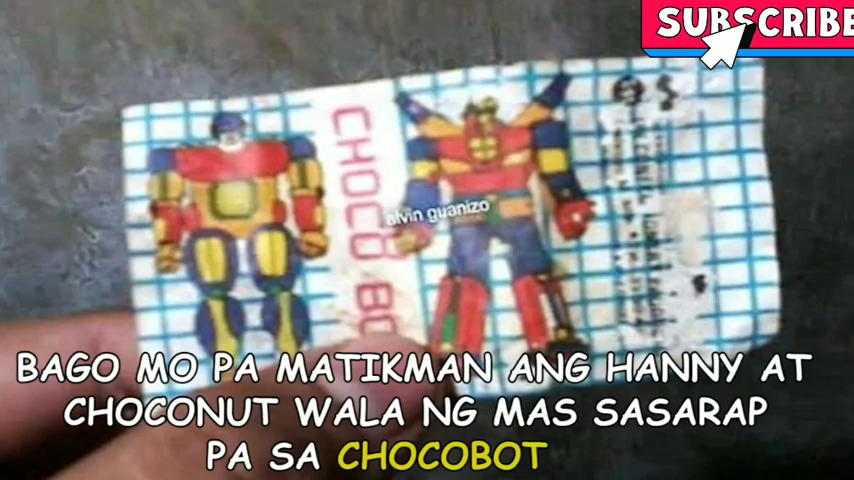 SUBSCRIBE
CHOCO BO
alvin guanizo
BAGO MO PA MATIKMAN ANG HANNY AT
CHOCONUT WALA NG MAS SASARAP
PA SA CHOCOBOT